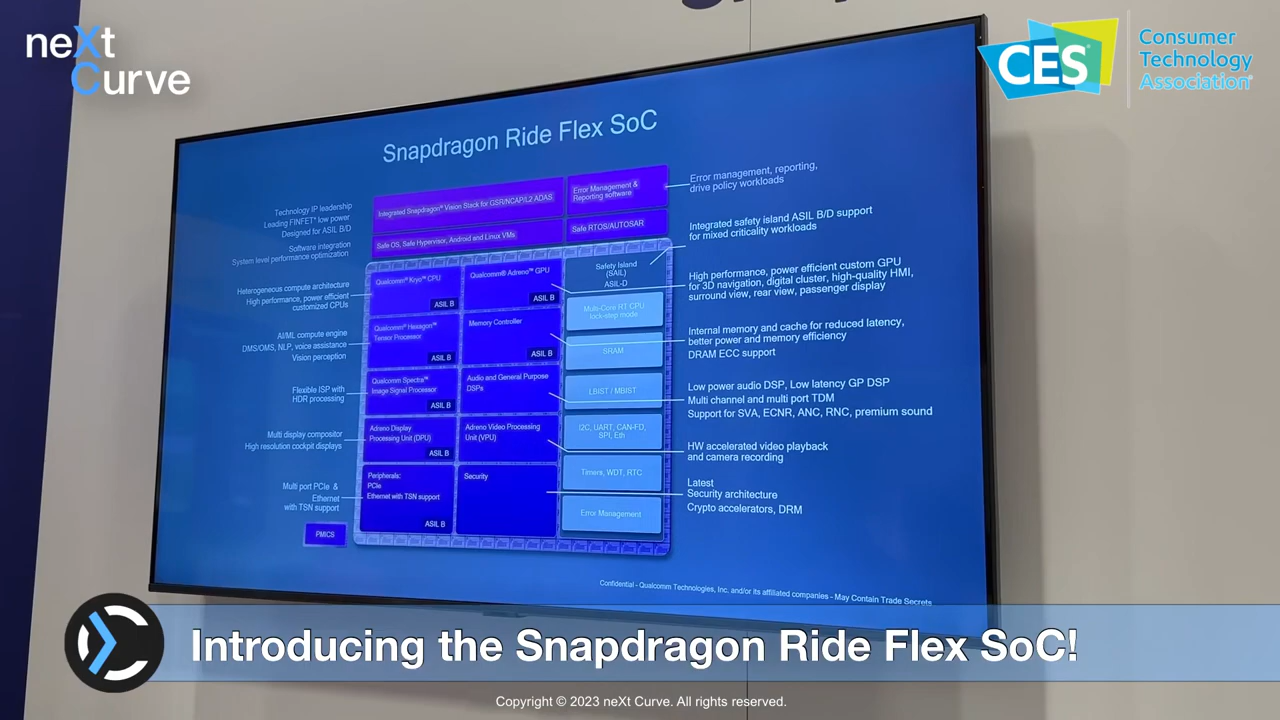 neXt
Curve
CES
Consumer
Technology
Association
Snapdragon Ride Flex SoC
Technology IP leadership
Leading FINFET* low power
Designed for ASIL B/D
Software integration
System level performance optimization
Heterogeneous compute architecture
High performance, power efficient
customized CPUs
AI/ML compute engine
DMS/OMS, NLP, voice assistance
Vision perception
Flexible ISP with
HDR processing
Multi display compositor
High resolution cockpit displays
Multi port PCIe &
Ethernet
with TSN support
PMICS
Integrated Snapdragon* Vision Stack for GSR/NCAP/L2 ADAS
Error Management &
Reporting software
Safe OS, Safe Hypervisor, Android and Linux VMs
Safe RTOS/AUTOSAR
Qualcomm® Kryo™ CPU
ASIL B
Qualcomm® Adreno™ GPU
ASIL B
Qualcomm® Hexagon™
Tensor Processor
ASIL B
Memory Controller
ASIL B
Qualcomm Spectra™
Image Signal Processor
ASIL B
Audio and General Purpose
DSPs
Adreno Display
Processing Unit (DPU)
ASIL B
Adreno Video Processing
Unit (VPU)
Peripherals:
PCIe
Ethernet with TSN support
ASIL B
Security
Safety Island
(SAIL)
ASIL-D
Multi-Core RT CPU
lock-step mode
SRAM
LBIST / MBIST
I2C, UART, CAN-FD,
SPI, Eth
Timers, WDT, RTC
Error Management
Error management, reporting,
drive policy workloads
Integrated safety island ASIL B/D support
for mixed criticality workloads
High performance, power efficient custom GPU
for 3D navigation, digital cluster, high-quality HMI,
surround view, rear view, passenger display
Internal memory and cache for reduced latency,
better power and memory efficiency
DRAM ECC support
Low power audio DSP, Low latency GP DSP
Multi channel and multi port TDM
Support for SVA, ECNR, ANC, RNC, premium sound
HW accelerated video playback
and camera recording
Latest
Security architecture
Crypto accelerators, DRM
Confidential - Qualcomm Technologies, Inc. and/or its affiliated companies - May Contain Trade Secrets
Introducing the Snapdragon Ride Flex SoC!
Copyright © 2023 neXt Curve. All rights reserved.